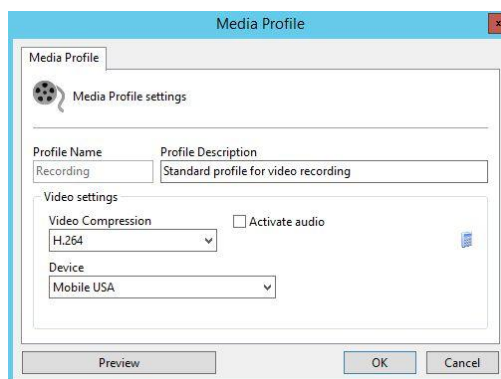 Media Profile
x
Media Profile
Media Profile settings
Profile Name Profile Description
Recording Standard profile for video recording
Video settings
Video Compression Activate audio
H.264
Device
Mobile USA
Preview OK Cancel